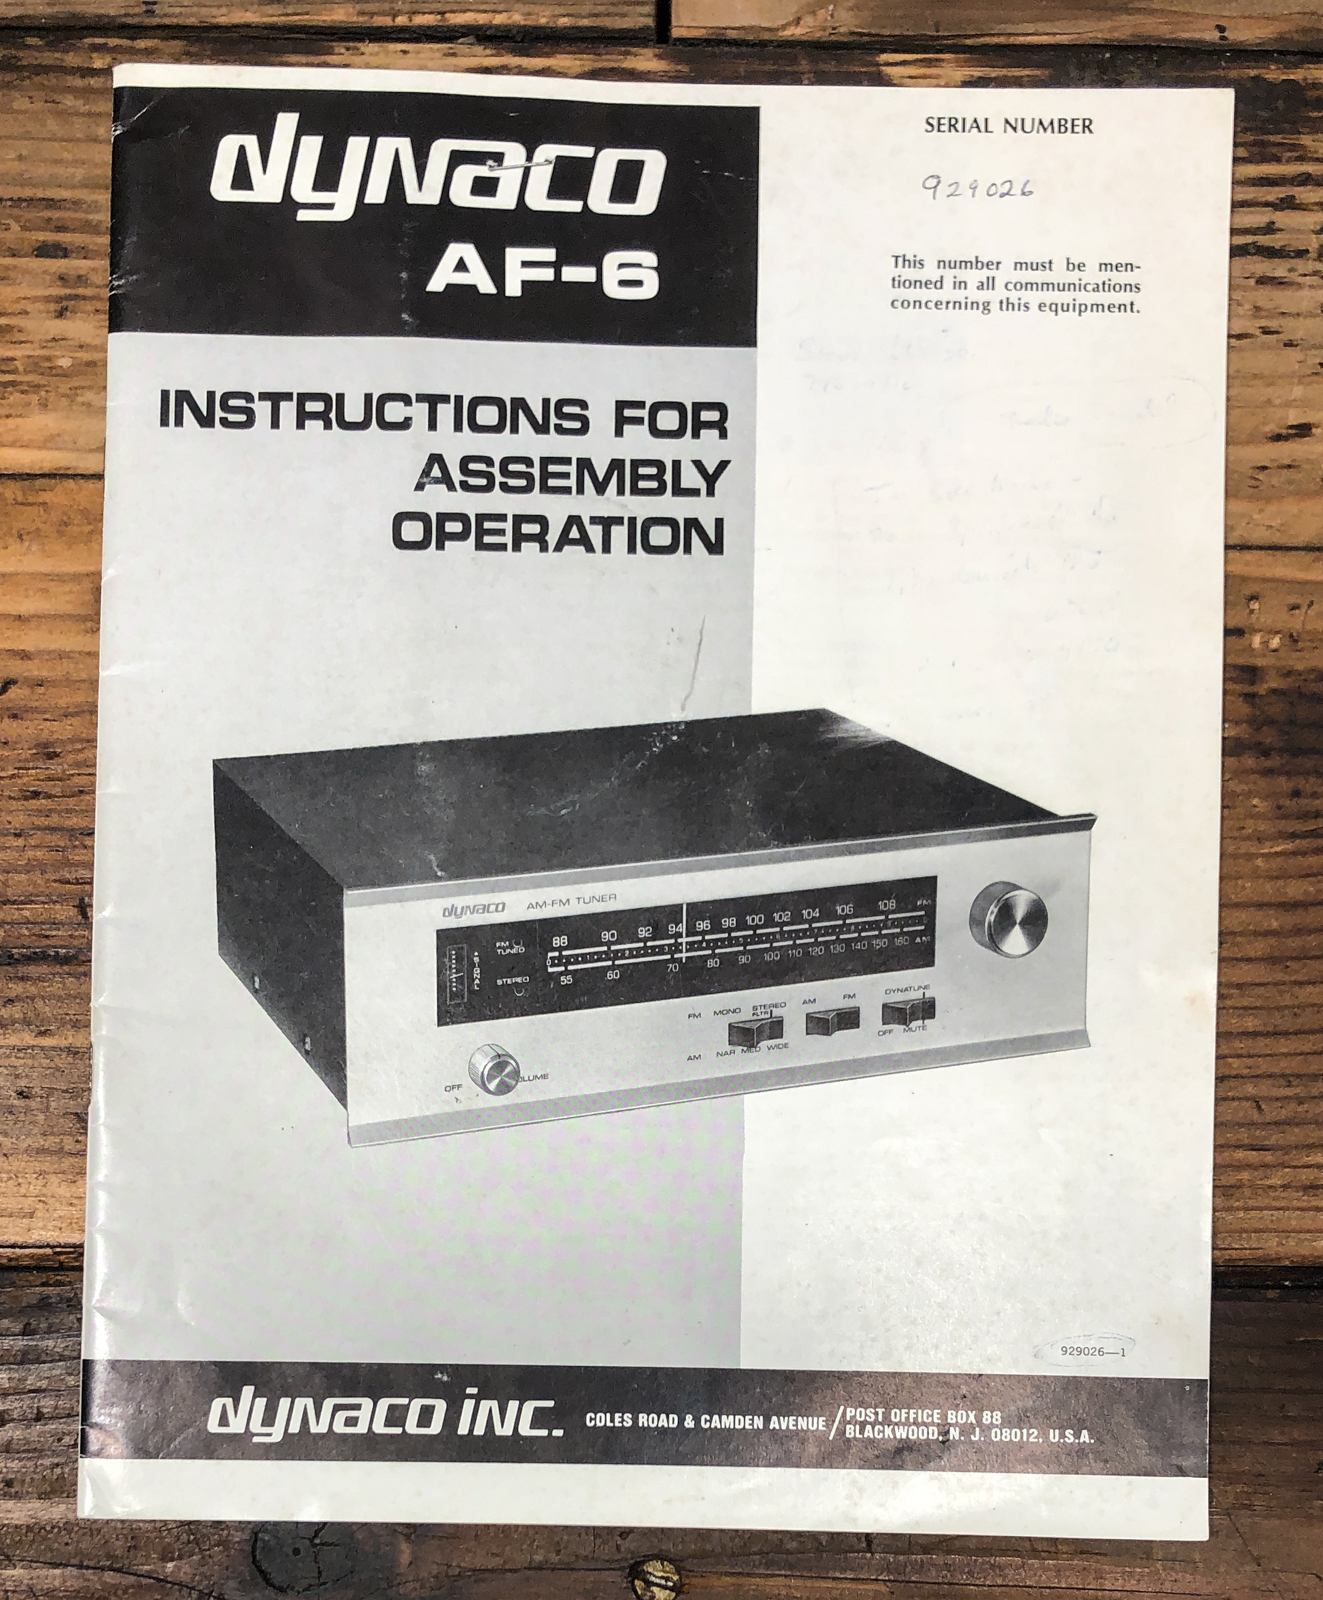 dynaco
AF-6
SERIAL NUMBER
929026
This number must be men-
tioned in all communications
concerning this equipment.
INSTRUCTIONS FOR
ASSEMBLY
OPERATION
dynaco AM-FM TUNER
FM
TUNED
STEREO
SIGNAL
88 90 92 94 96 98 100 102 104 106 108 FM
55 60 70 80 90 100 110 120 130 140 150 160 AM
FM MONO STEREO
FLTR
AM NAR MED WIDE
AM FM
DYNATUNE
OFF MUTE
OFF VOLUME
929026—1
dynaco inc. COLES ROAD & CAMDEN AVENUE / POST OFFICE BOX 88
BLACKWOOD, N. J. 08012, U.S.A.